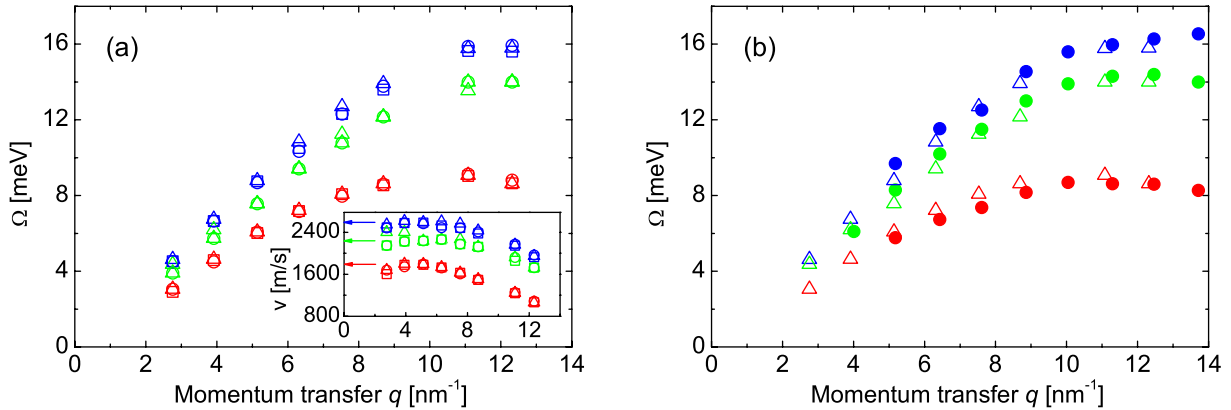 (a)
16
12
8
4
0
Ω [meV]
0 2 4 6 8 10 12 14
Momentum transfer q [nm⁻¹]
2400
1600
800
v [m/s]
0 4 8 12
(b)
16
12
8
4
0
Ω [meV]
0 2 4 6 8 10 12 14
Momentum transfer q [nm⁻¹]